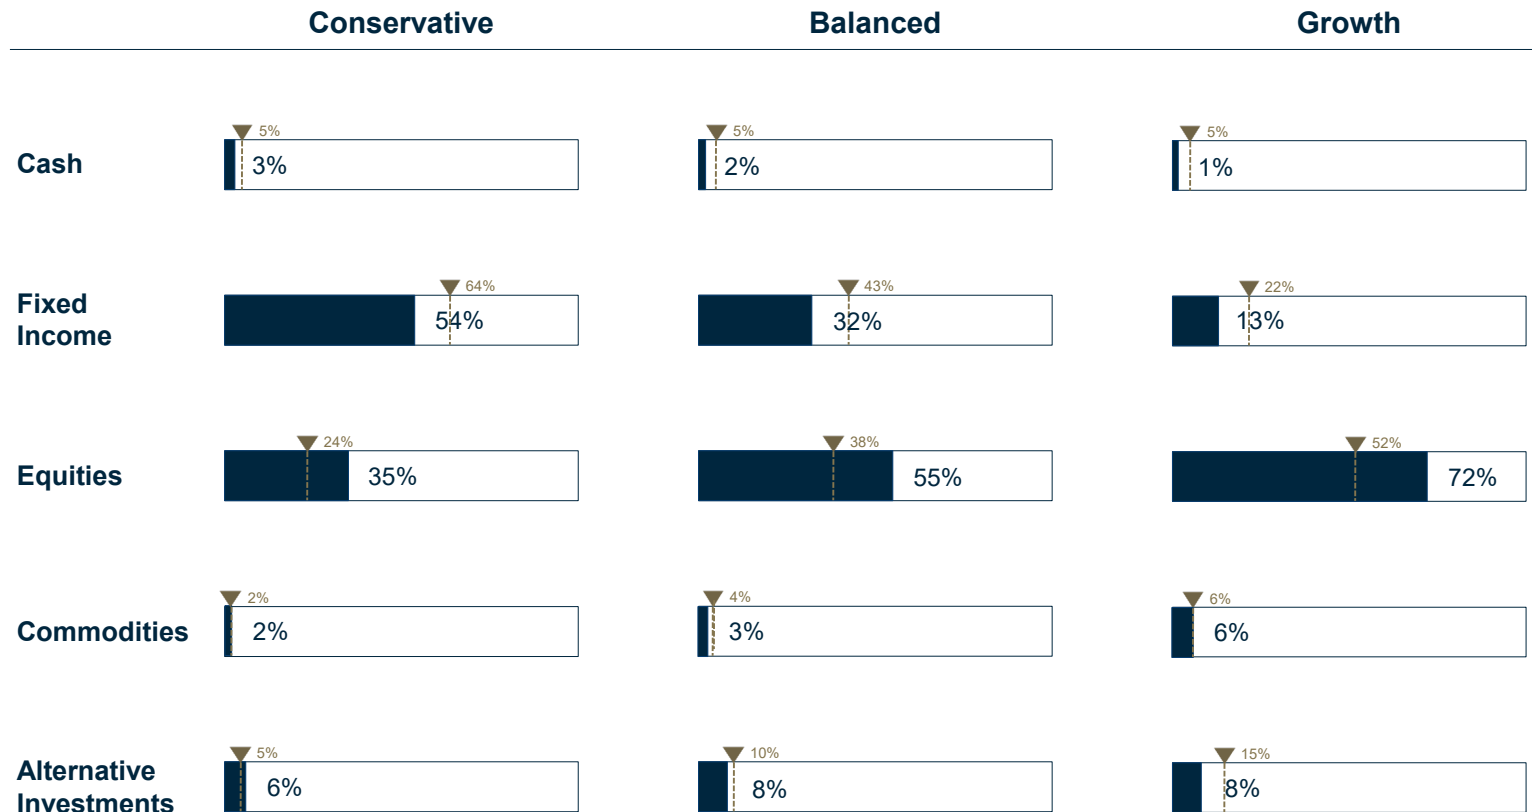 Conservative Balanced Growth
5% 5% 5%
Cash 3% 2% 1%
64% 43% 22%
Fixed
Income 54% 32% 13%
24% 38% 52%
Equities 35% 55% 72%
2% 4% 6%
Commodities 2% 3% 6%
5% 10% 15%
Alternative
Investments 6% 8% 8%